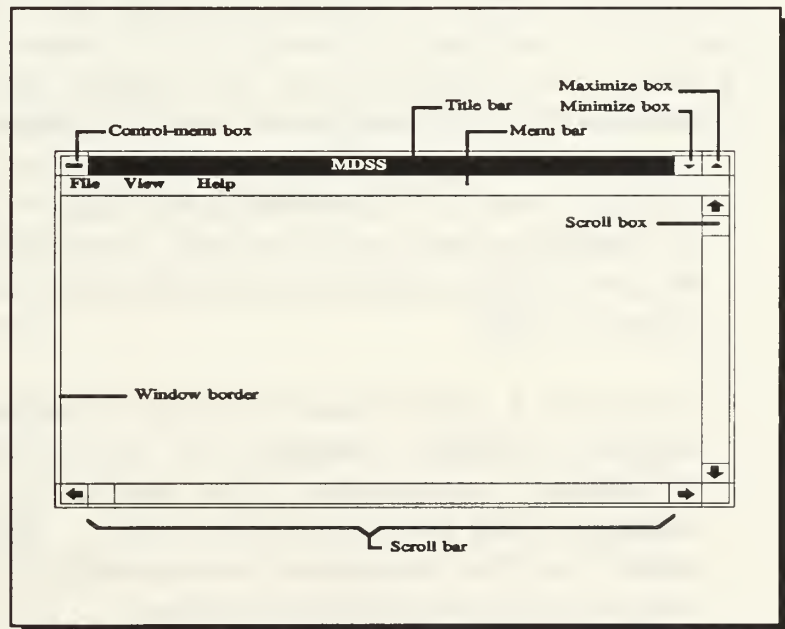 Maximize box
Title bar
Minimize box
Control-menu box
Menu bar
MDSS
File View Help
Scroll box
Window border
Scroll bar